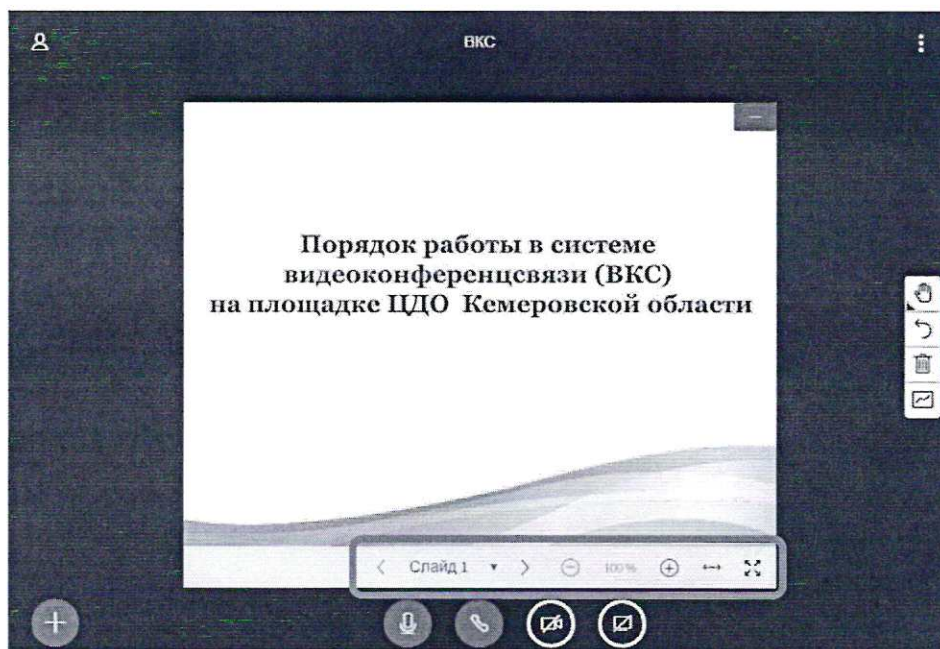 ВКС
Порядок работы в системе
видеоконференцсвязи (ВКС)
на площадке ЦДО Кемеровской области
Слайд 1
100%